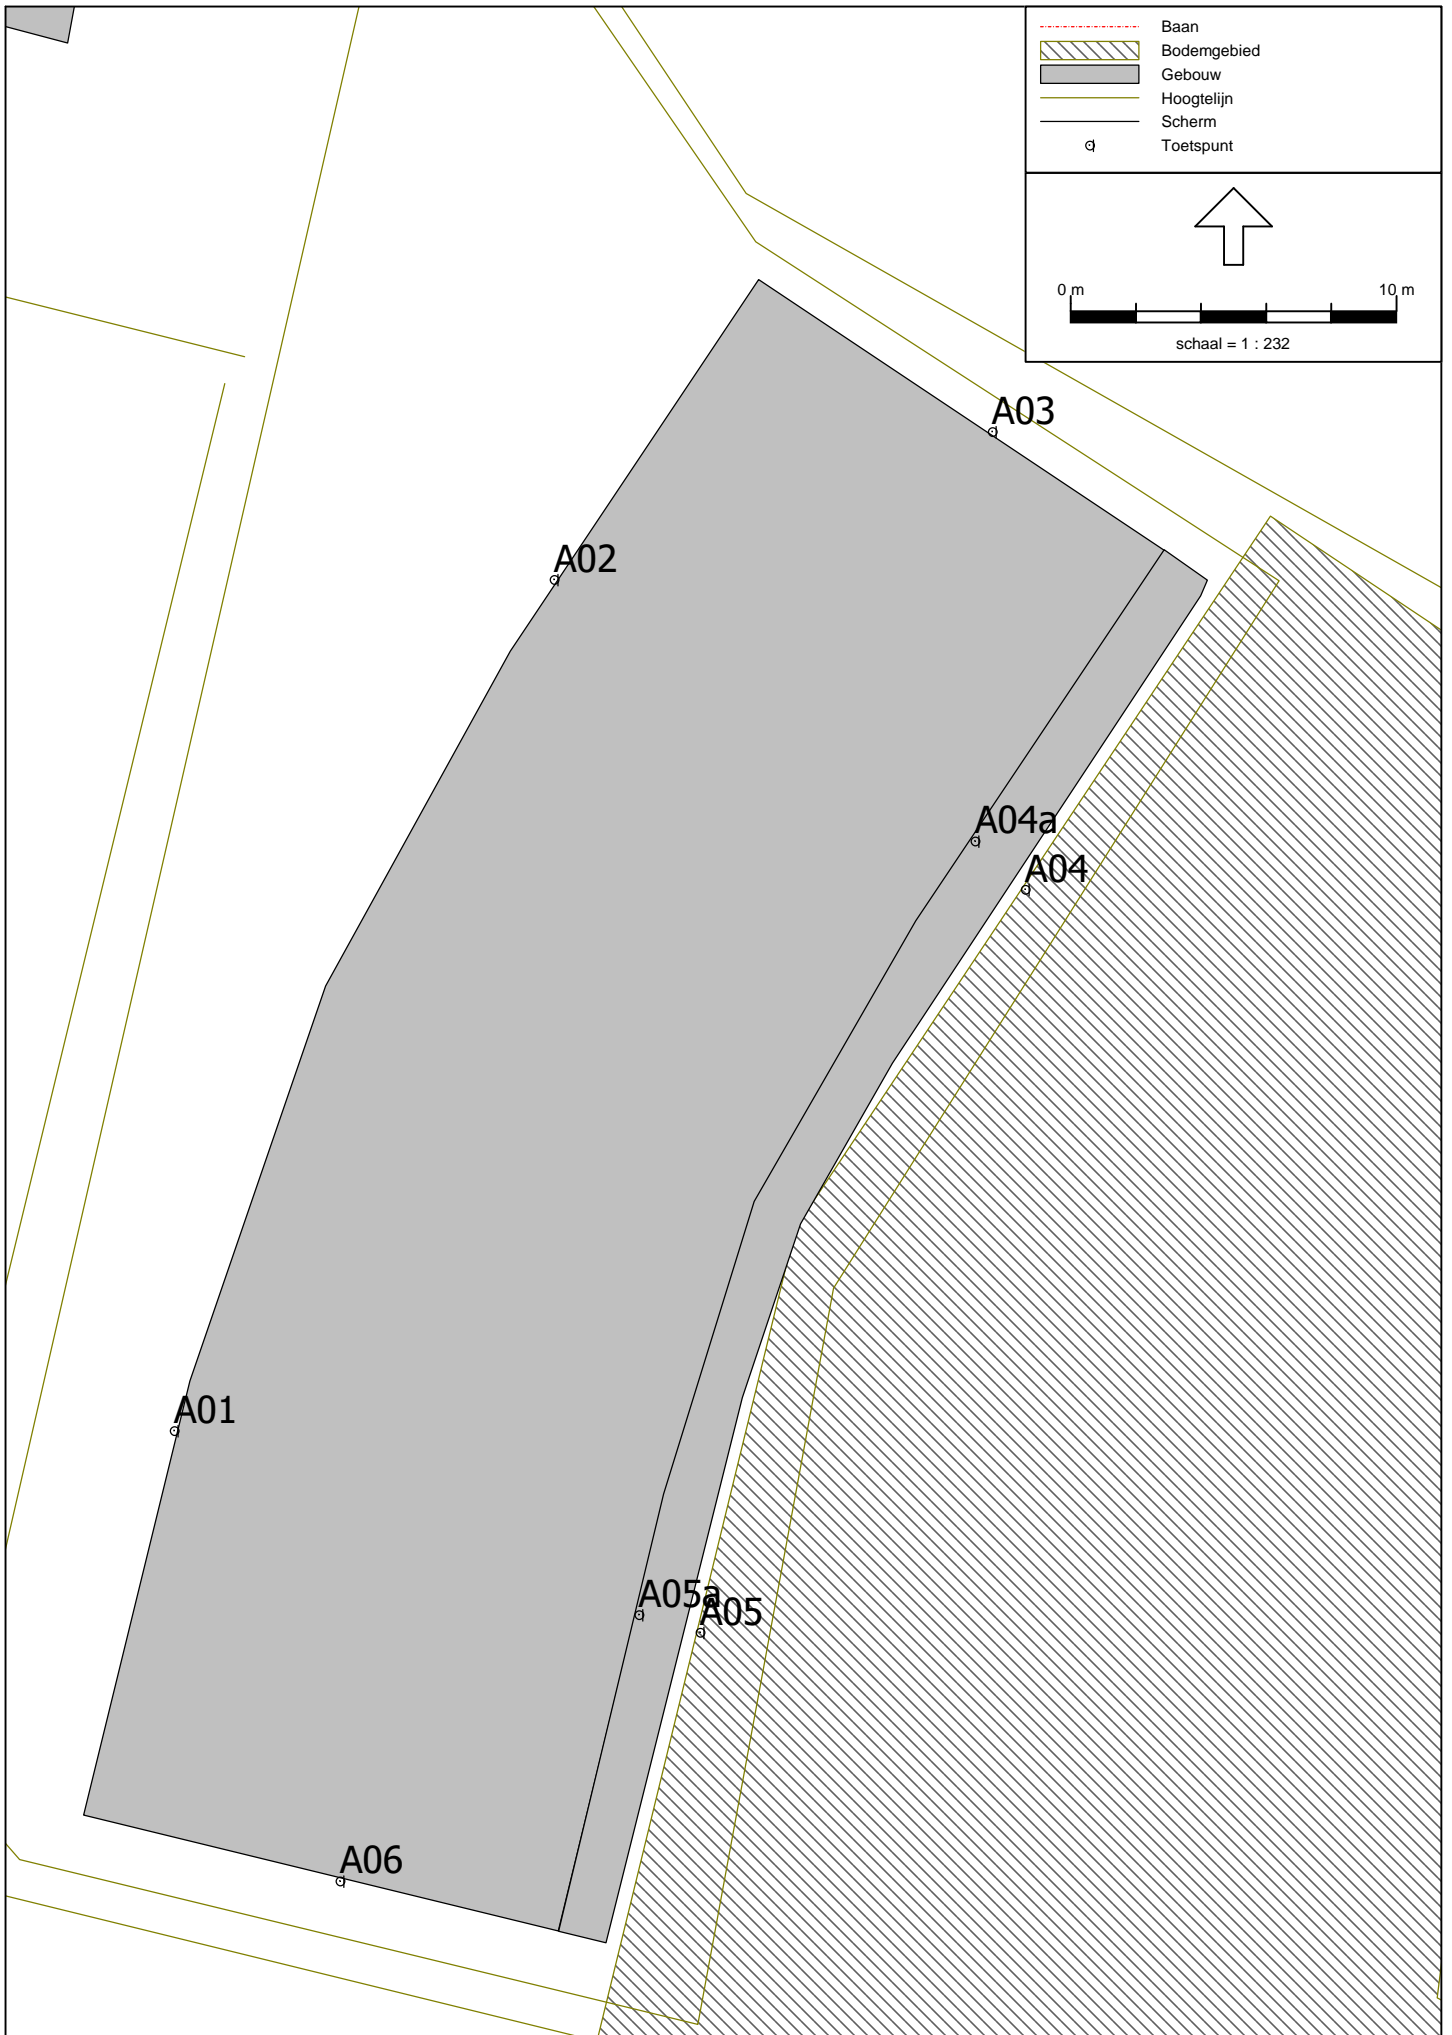 Baan
Bodemgebied
Gebouw
Hoogtelijn
Scherm
Toetspunt
0 m 10 m
schaal = 1 : 232
A03
A02
A04a
A04
A01
A05a
A05
A06